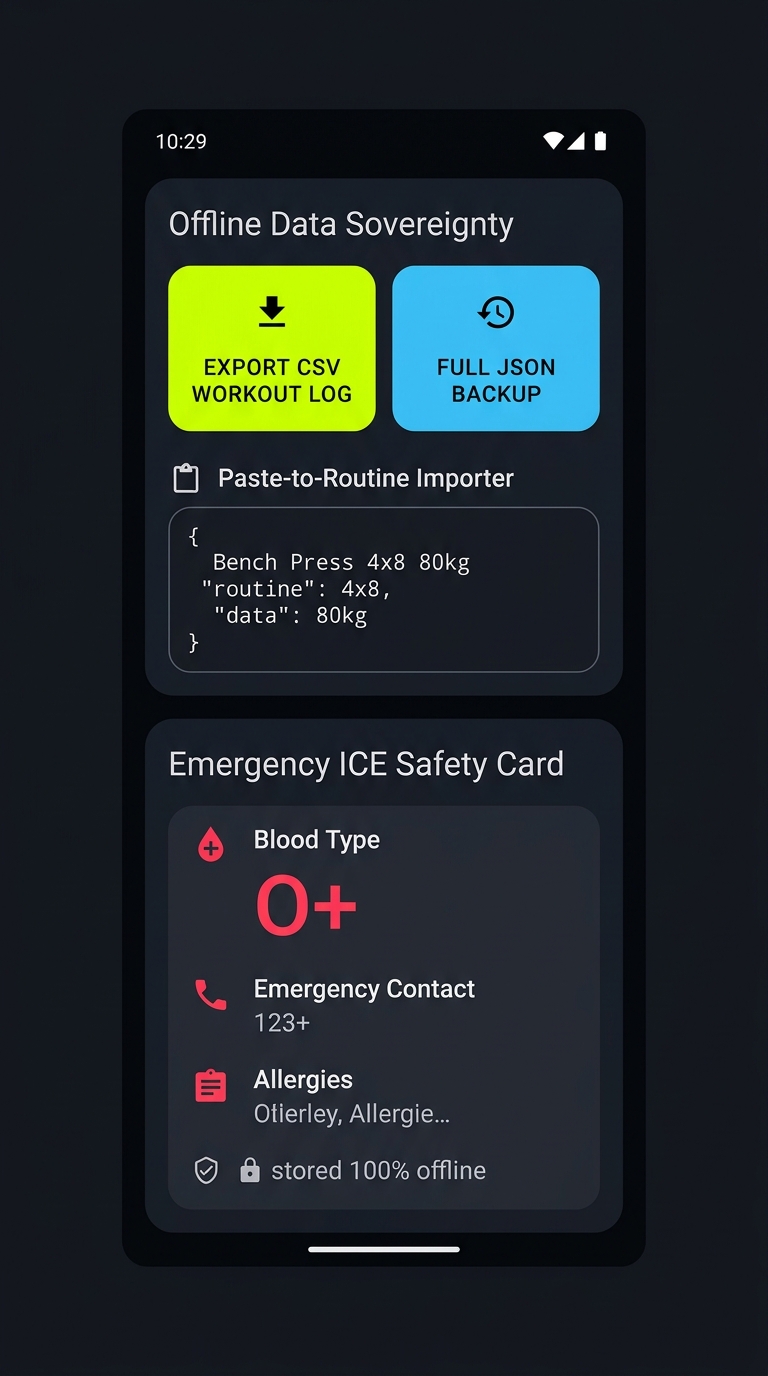 10:29
Offline Data Sovereignty
EXPORT CSV
WORKOUT LOG
FULL JSON
BACKUP
Paste-to-Routine Importer
{
Bench Press 4x8 80kg
"routine": 4x8,
"data": 80kg
}
Emergency ICE Safety Card
Blood Type
O+
Emergency Contact
123+
Allergies
Allergie…
stored 100% offline